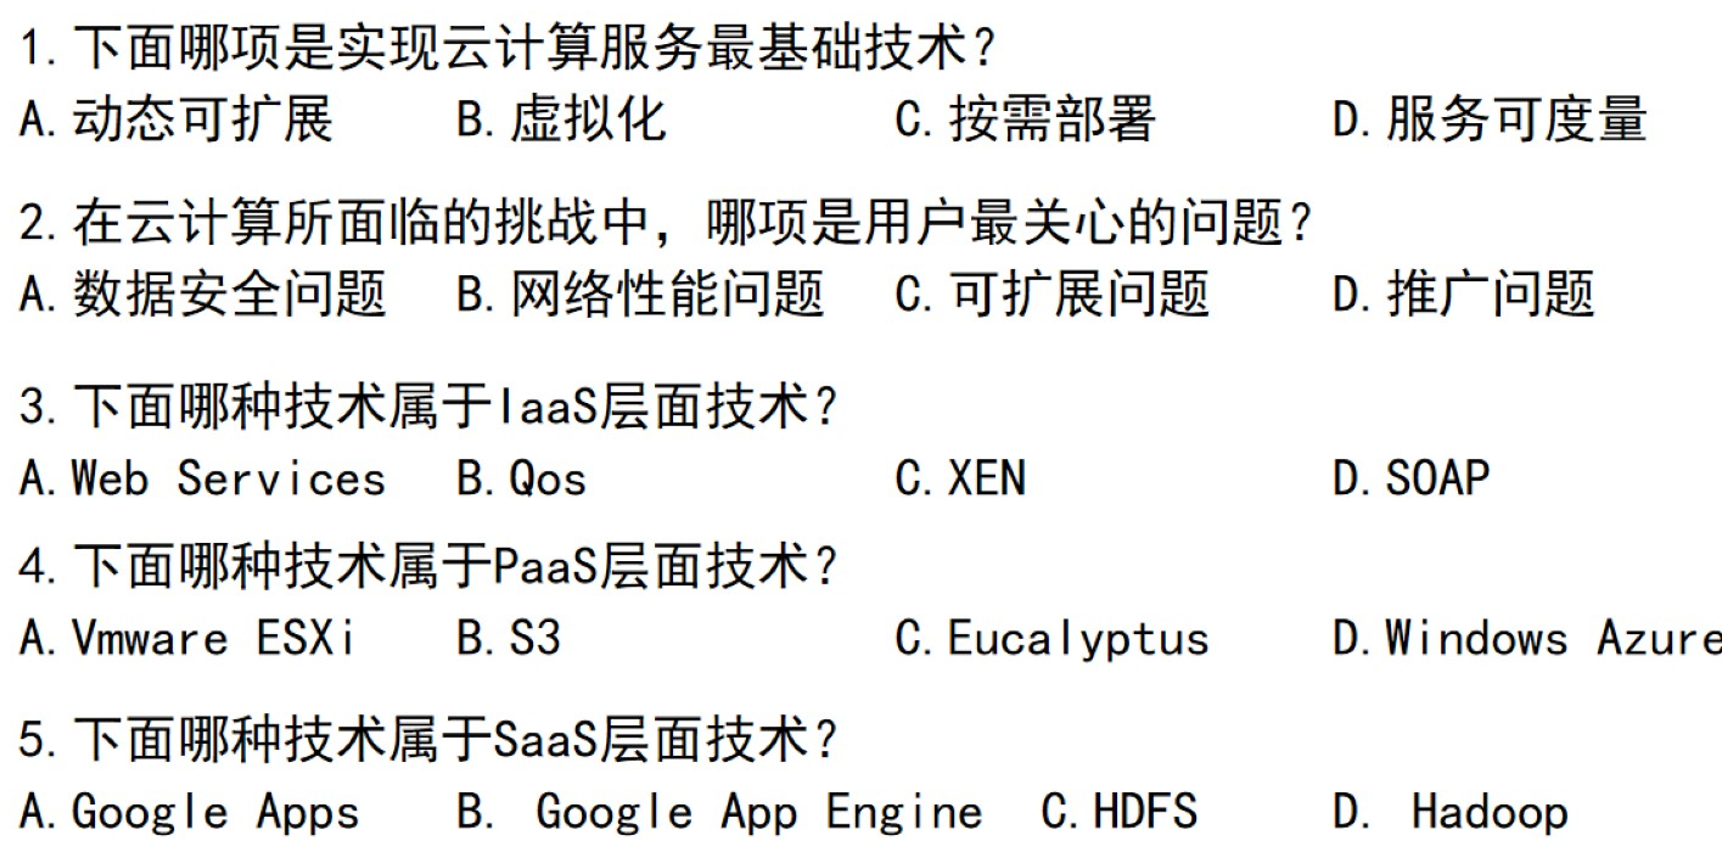 1. 下面哪项是实现云计算服务最基础技术？
A. 动态可扩展 B. 虚拟化 C. 按需部署 D. 服务可度量
2. 在云计算所面临的挑战中，哪项是用户最关心的问题？
A. 数据安全问题 B. 网络性能问题 C. 可扩展问题 D. 推广问题
3. 下面哪种技术属于IaaS层面技术？
A. Web Services B. Qos C. XEN D. SOAP
4. 下面哪种技术属于PaaS层面技术？
A. Vmware ESXi B. S3 C. Eucalyptus D. Windows Azure
5. 下面哪种技术属于SaaS层面技术？
A. Google Apps B. Google App Engine C. HDFS D. Hadoop